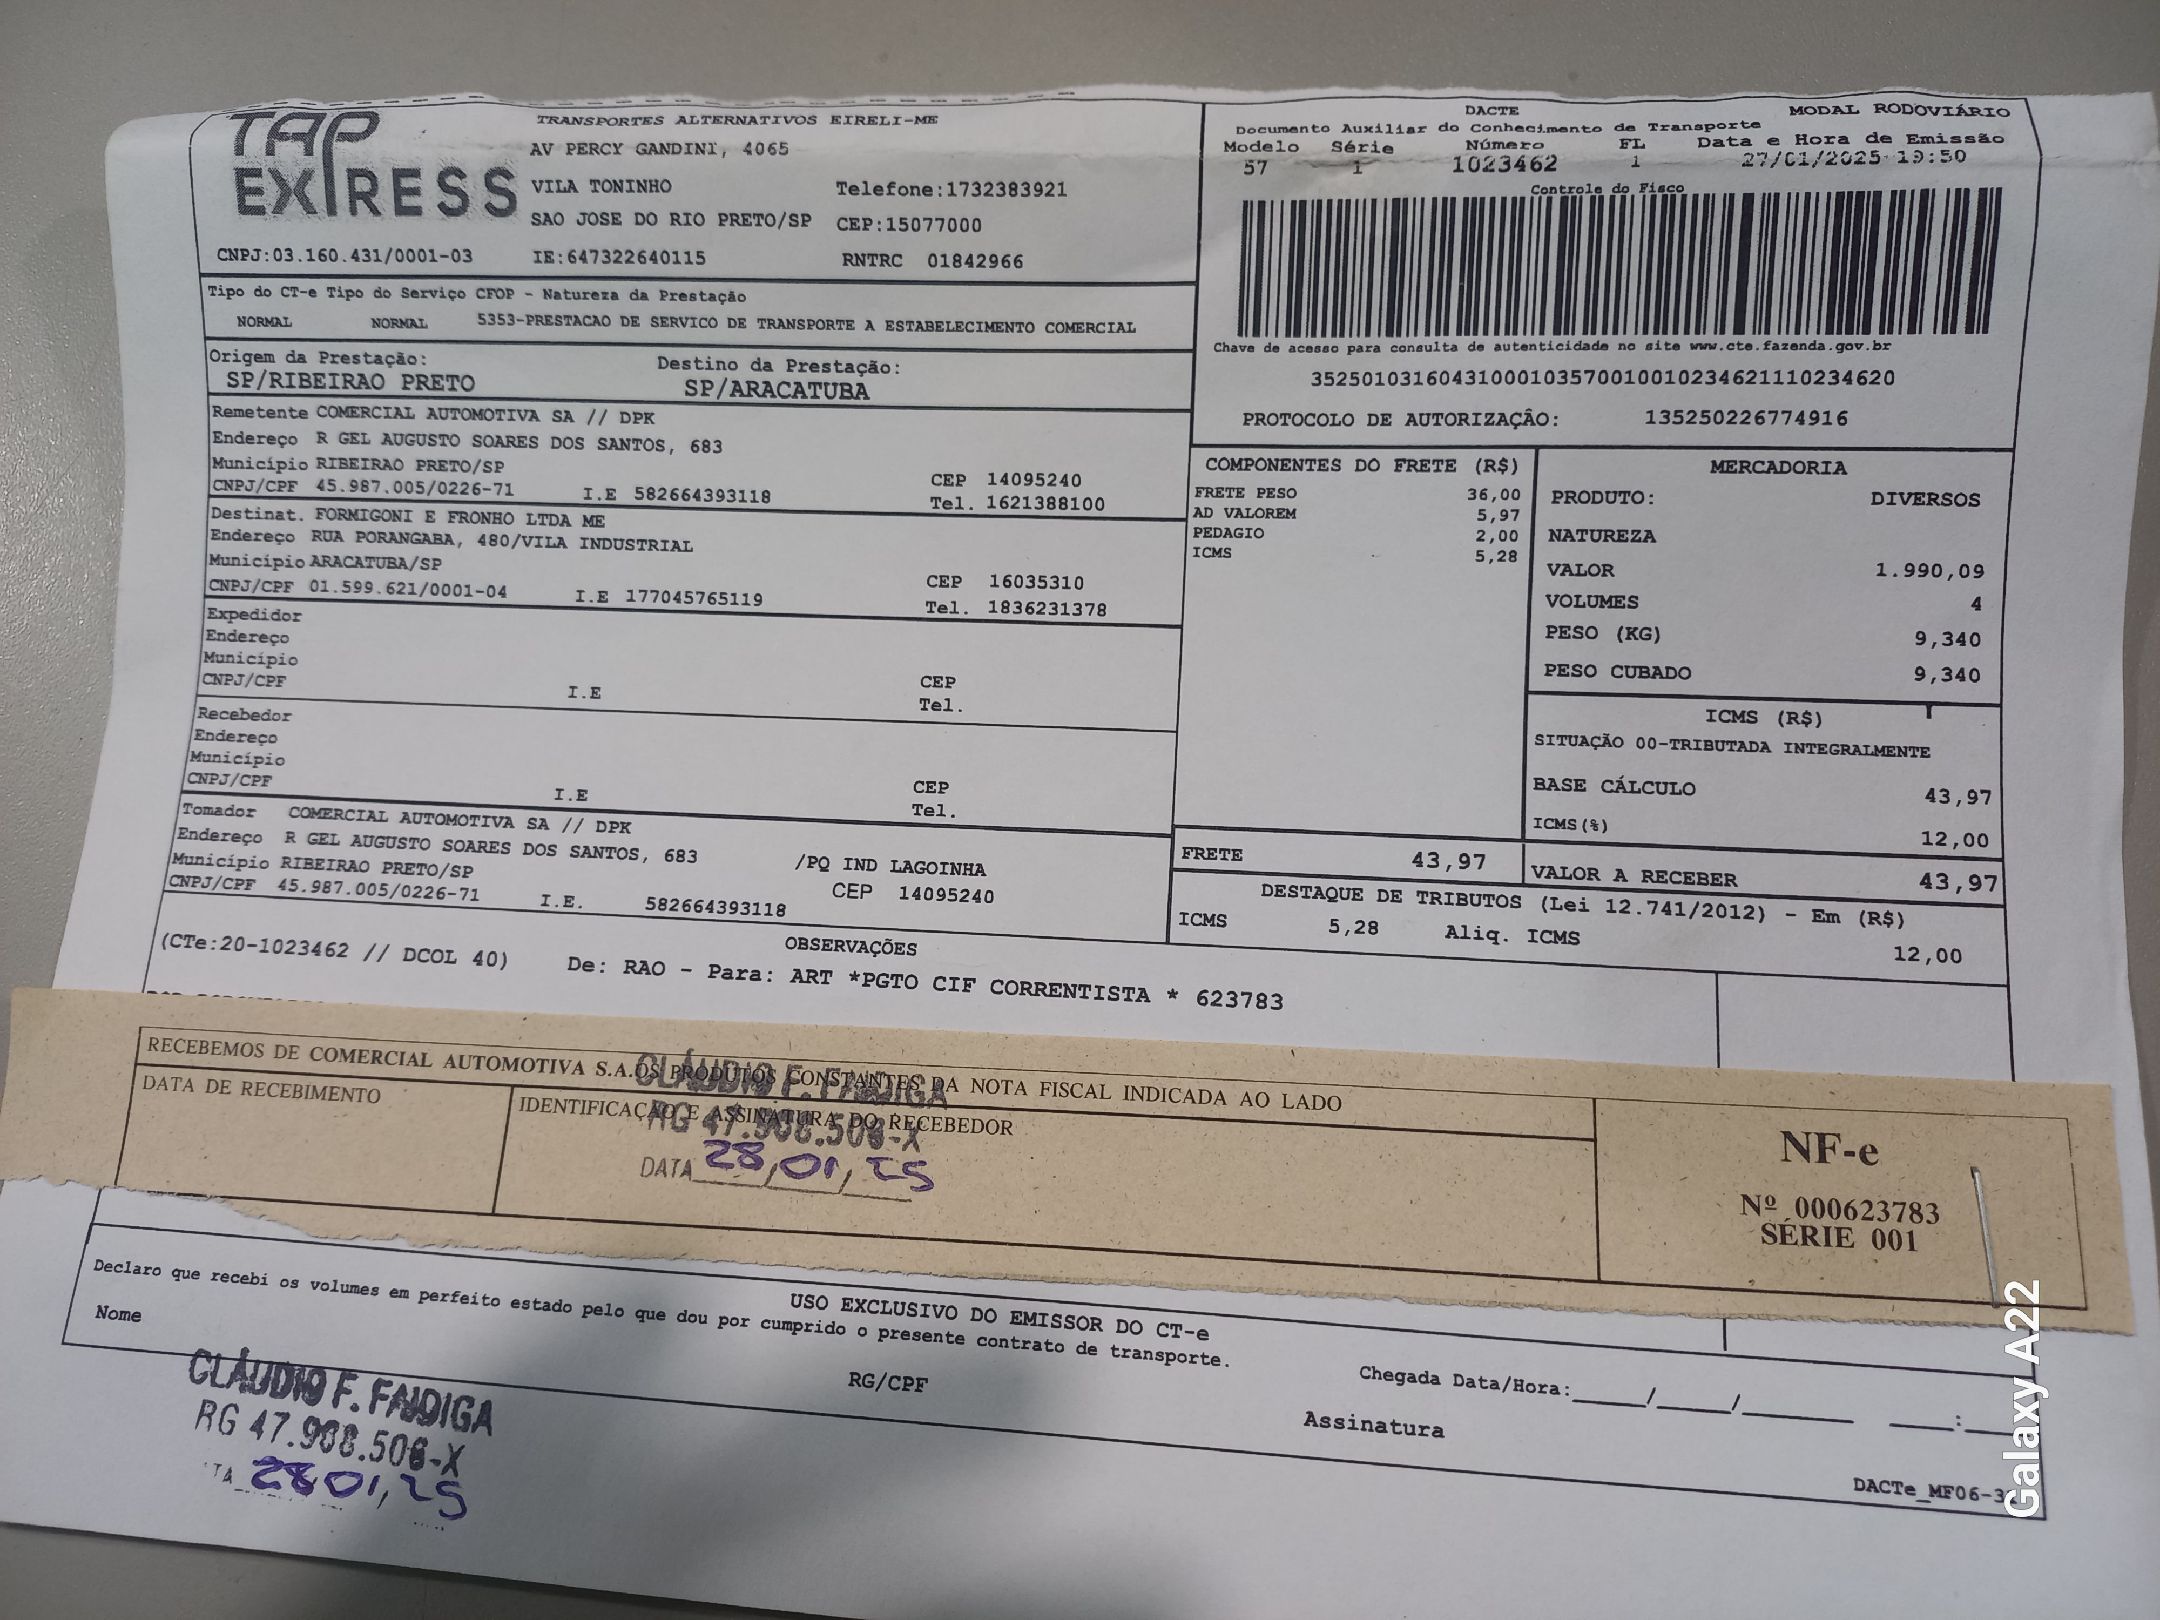 TAP EXPRESS
TRANSPORTES ALTERNATIVOS EIRELI-ME
AV PERCY GANDINI, 4065
VILA TONINHO Telefone:1732383921
SAO JOSE DO RIO PRETO/SP CEP:15077000
CNPJ:03.160.431/0001-03 IE:647322640115 RNTRC 01842966
DACTE MODAL RODOVIÁRIO
Documento Auxiliar do Conhecimento de Transporte
Modelo Série Número FL Data e Hora de Emissão
57 1 1023462 1 27/01/2025 19:50
Controle do Fisco
Chave de acesso para consulta de autenticidade no site www.cte.fazenda.gov.br
35250103160431000103570010010234621110234620
PROTOCOLO DE AUTORIZAÇÃO: 135250226774916
Tipo do CT-e Tipo do Serviço CFOP - Natureza da Prestação
NORMAL NORMAL 5353-PRESTACAO DE SERVICO DE TRANSPORTE A ESTABELECIMENTO COMERCIAL
Origem da Prestação: Destino da Prestação:
SP/RIBEIRAO PRETO SP/ARACATUBA
Remetente COMERCIAL AUTOMOTIVA SA // DPK
Endereço R GEL AUGUSTO SOARES DOS SANTOS, 683
Município RIBEIRAO PRETO/SP CEP 14095240
CNPJ/CPF 45.987.005/0226-71 I.E 582664393118 Tel. 1621388100
Destinat. FORMIGONI E FRONHO LTDA ME
Endereço RUA PORANGABA, 480/VILA INDUSTRIAL
Município ARACATUBA/SP CEP 16035310
CNPJ/CPF 01.599.621/0001-04 I.E 177045765119 Tel. 1836231378
Expedidor
Endereço
Município CEP
CNPJ/CPF I.E Tel.
Recebedor
Endereço
Município CEP
CNPJ/CPF I.E Tel.
Tomador COMERCIAL AUTOMOTIVA SA // DPK
Endereço R GEL AUGUSTO SOARES DOS SANTOS, 683 /PQ IND LAGOINHA
Município RIBEIRAO PRETO/SP CEP 14095240
CNPJ/CPF 45.987.005/0226-71 I.E. 582664393118
COMPONENTES DO FRETE (R$)
FRETE PESO 36,00
AD VALOREM 5,97
PEDAGIO 2,00
ICMS 5,28
MERCADORIA
PRODUTO: DIVERSOS
NATUREZA
VALOR 1.990,09
VOLUMES 4
PESO (KG) 9,340
PESO CUBADO 9,340
ICMS (R$)
SITUAÇÃO 00-TRIBUTADA INTEGRALMENTE
BASE CÁLCULO 43,97
ICMS(%) 12,00
FRETE 43,97 VALOR A RECEBER 43,97
DESTAQUE DE TRIBUTOS (Lei 12.741/2012) - Em (R$)
ICMS 5,28 Aliq. ICMS 12,00
OBSERVAÇÕES
(CTe:20-1023462 // DCOL 40) De: RAO - Para: ART *PGTO CIF CORRENTISTA * 623783
RECEBEMOS DE COMERCIAL AUTOMOTIVA S.A.OS PRODUTOS CONSTANTES DA NOTA FISCAL INDICADA AO LADO
DATA DE RECEBIMENTO IDENTIFICAÇÃO E ASSINATURA DO RECEBEDOR
CLÁUDIO F.
RG
DATA 28,01,25
NF-e
Nº 000623783
SÉRIE 001
USO EXCLUSIVO DO EMISSOR DO CT-e
Declaro que recebi os volumes em perfeito estado pelo que dou por cumprido o presente contrato de transporte.
Nome RG/CPF Chegada Data/Hora:_____/_____/_______ ____:____
Assinatura
CLÁUDIO F.
RG
28,01,25
Galaxy A22